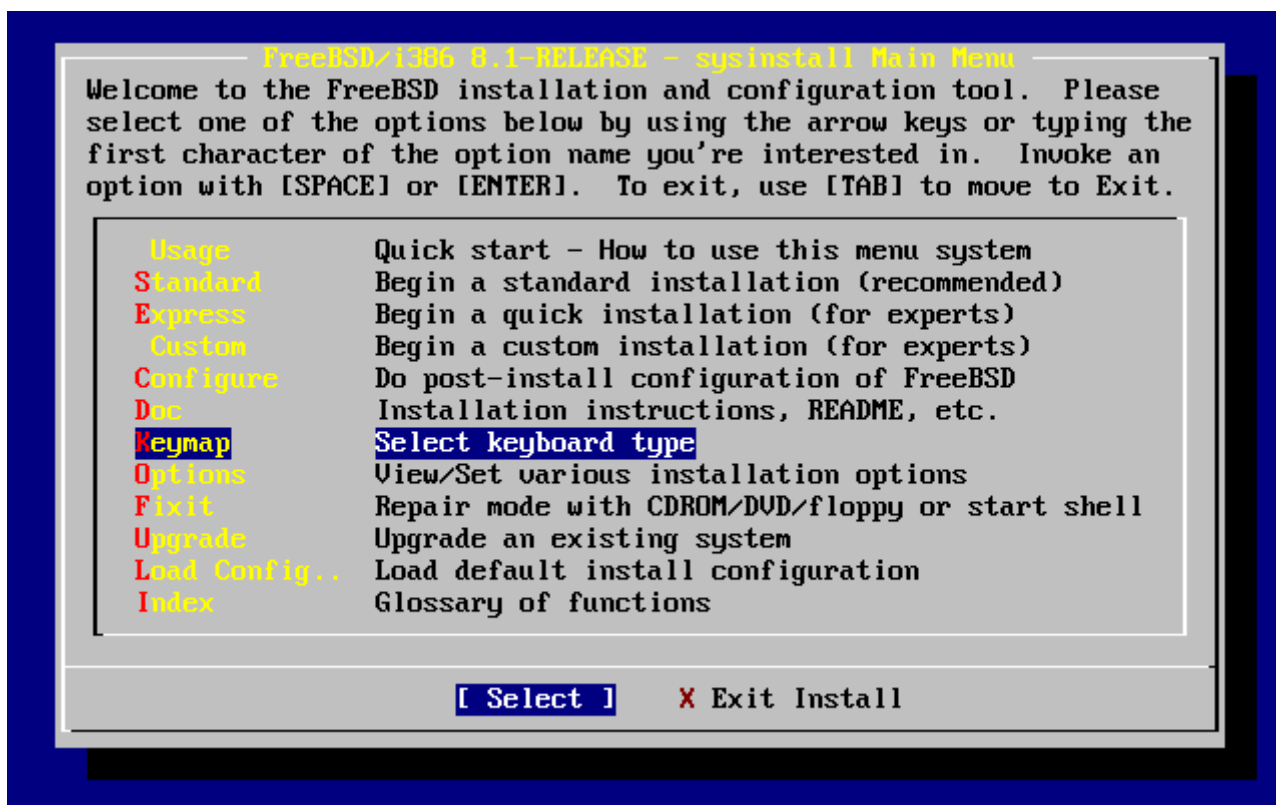 FreeBSD/i386 8.1-RELEASE - sysinstall Main Menu
Welcome to the FreeBSD installation and configuration tool.  Please
select one of the options below by using the arrow keys or typing the
first character of the option name you're interested in.  Invoke an
option with [SPACE] or [ENTER].  To exit, use [TAB] to move to Exit.
Usage Quick start - How to use this menu system
Standard Begin a standard installation (recommended)
Express Begin a quick installation (for experts)
Custom Begin a custom installation (for experts)
Configure Do post-install configuration of FreeBSD
Doc Installation instructions, README, etc.
Keymap Select keyboard type
Options View/Set various installation options
Fixit Repair mode with CDROM/DVD/floppy or start shell
Upgrade Upgrade an existing system
Load Config.. Load default install configuration
Index Glossary of functions
[ Select ] X Exit Install